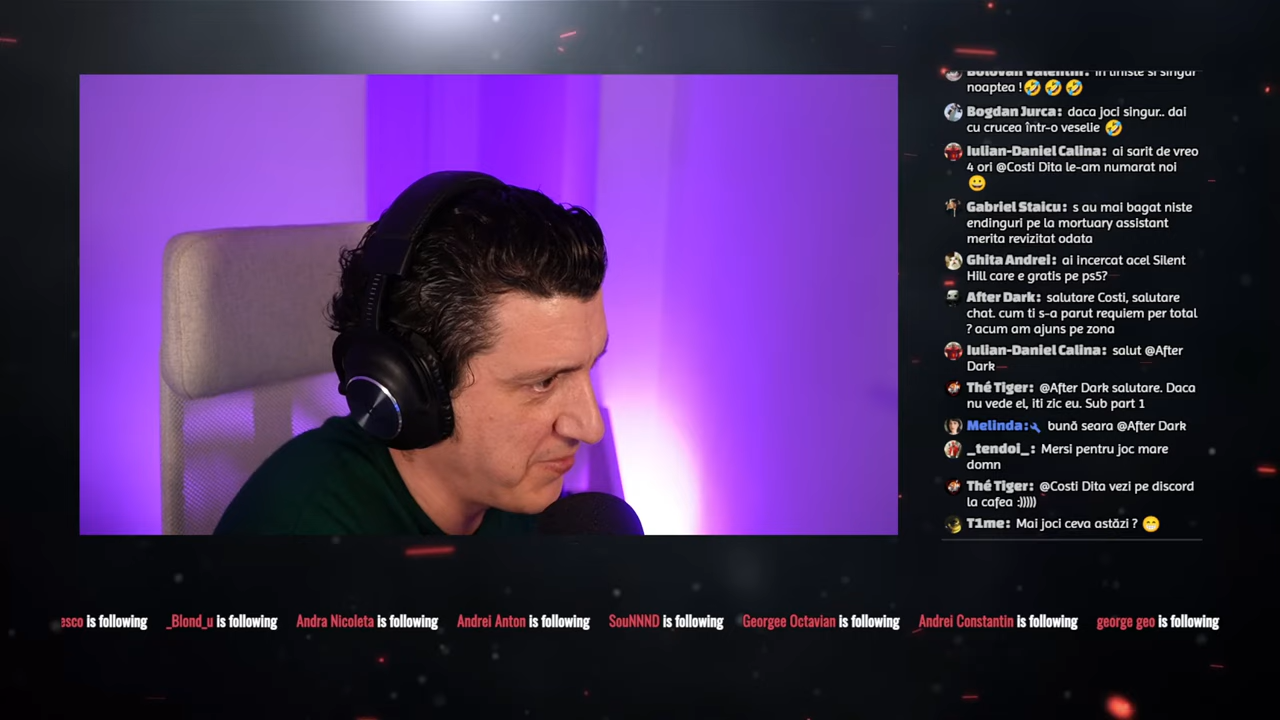 Bolovan Valentin: in liniste si singur
noaptea ! 🤣 🤣 🤣
Bogdan Jurca: daca joci singur.. dai
cu crucea într-o veselie 🤣
Iulian-Daniel Calina: ai sarit de vreo
4 ori @Costi Dita le-am numarat noi
😀
Gabriel Staicu: s au mai bagat niste
endinguri pe la mortuary assistant
merita revizitat odata
Ghita Andrei: ai incercat acel Silent
Hill care e gratis pe ps5?
After Dark: salutare Costi, salutare
chat. cum ti s-a parut requiem per total
? acum am ajuns pe zona
Iulian-Daniel Calina: salut @After
Dark
Thé Tiger: @After Dark salutare. Daca
nu vede el, iti zic eu. Sub part 1
Melinda: bună seara @After Dark
_tendoi_: Mersi pentru joc mare
domn
Thé Tiger: @Costi Dita vezi pe discord
la cafea :)))))
T1me: Mai joci ceva astăzi ? 😁
esco is following _Blond_u is following Andra Nicoleta is following Andrei Anton is following SouNNND is following Georgee Octavian is following Andrei Constantin is following george geo is following